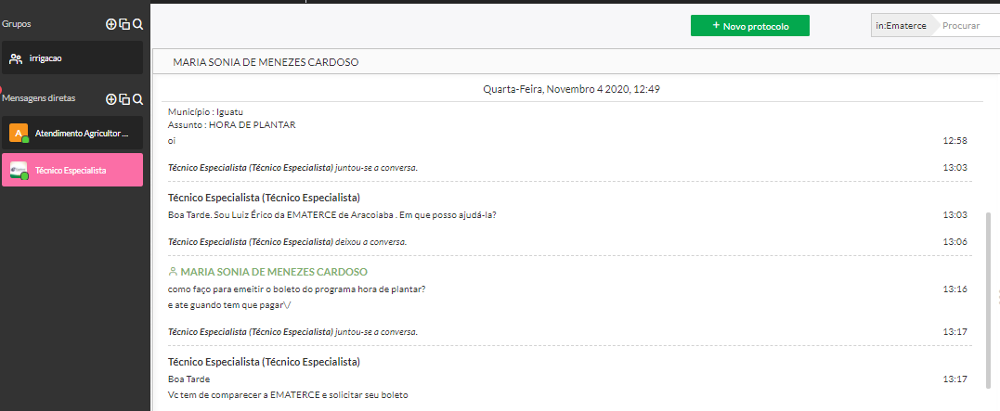 Grupos
irrigacao
Mensagens diretas
A
Atendimento Agricultor ...
Técnico Especialista
+ Novo protocolo
in:Ematerce
Procurar
MARIA SONIA DE MENEZES CARDOSO
Quarta-Feira, Novembro 4 2020, 12:49
Município : Iguatu
Assunto : HORA DE PLANTAR
oi 12:58
Técnico Especialista (Técnico Especialista) juntou-se a conversa. 13:03
Técnico Especialista (Técnico Especialista)
Boa Tarde. Sou Luiz Érico da EMATERCE de Aracoiaba . Em que posso ajudá-la? 13:03
Técnico Especialista (Técnico Especialista) deixou a conversa. 13:06
MARIA SONIA DE MENEZES CARDOSO
como faço para emeitir o boleto do programa hora de plantar? 13:16
e ate guando tem que pagar\/
Técnico Especialista (Técnico Especialista) juntou-se a conversa. 13:17
Técnico Especialista (Técnico Especialista)
Boa Tarde 13:17
Vc tem de comparecer a EMATERCE e solicitar seu boleto